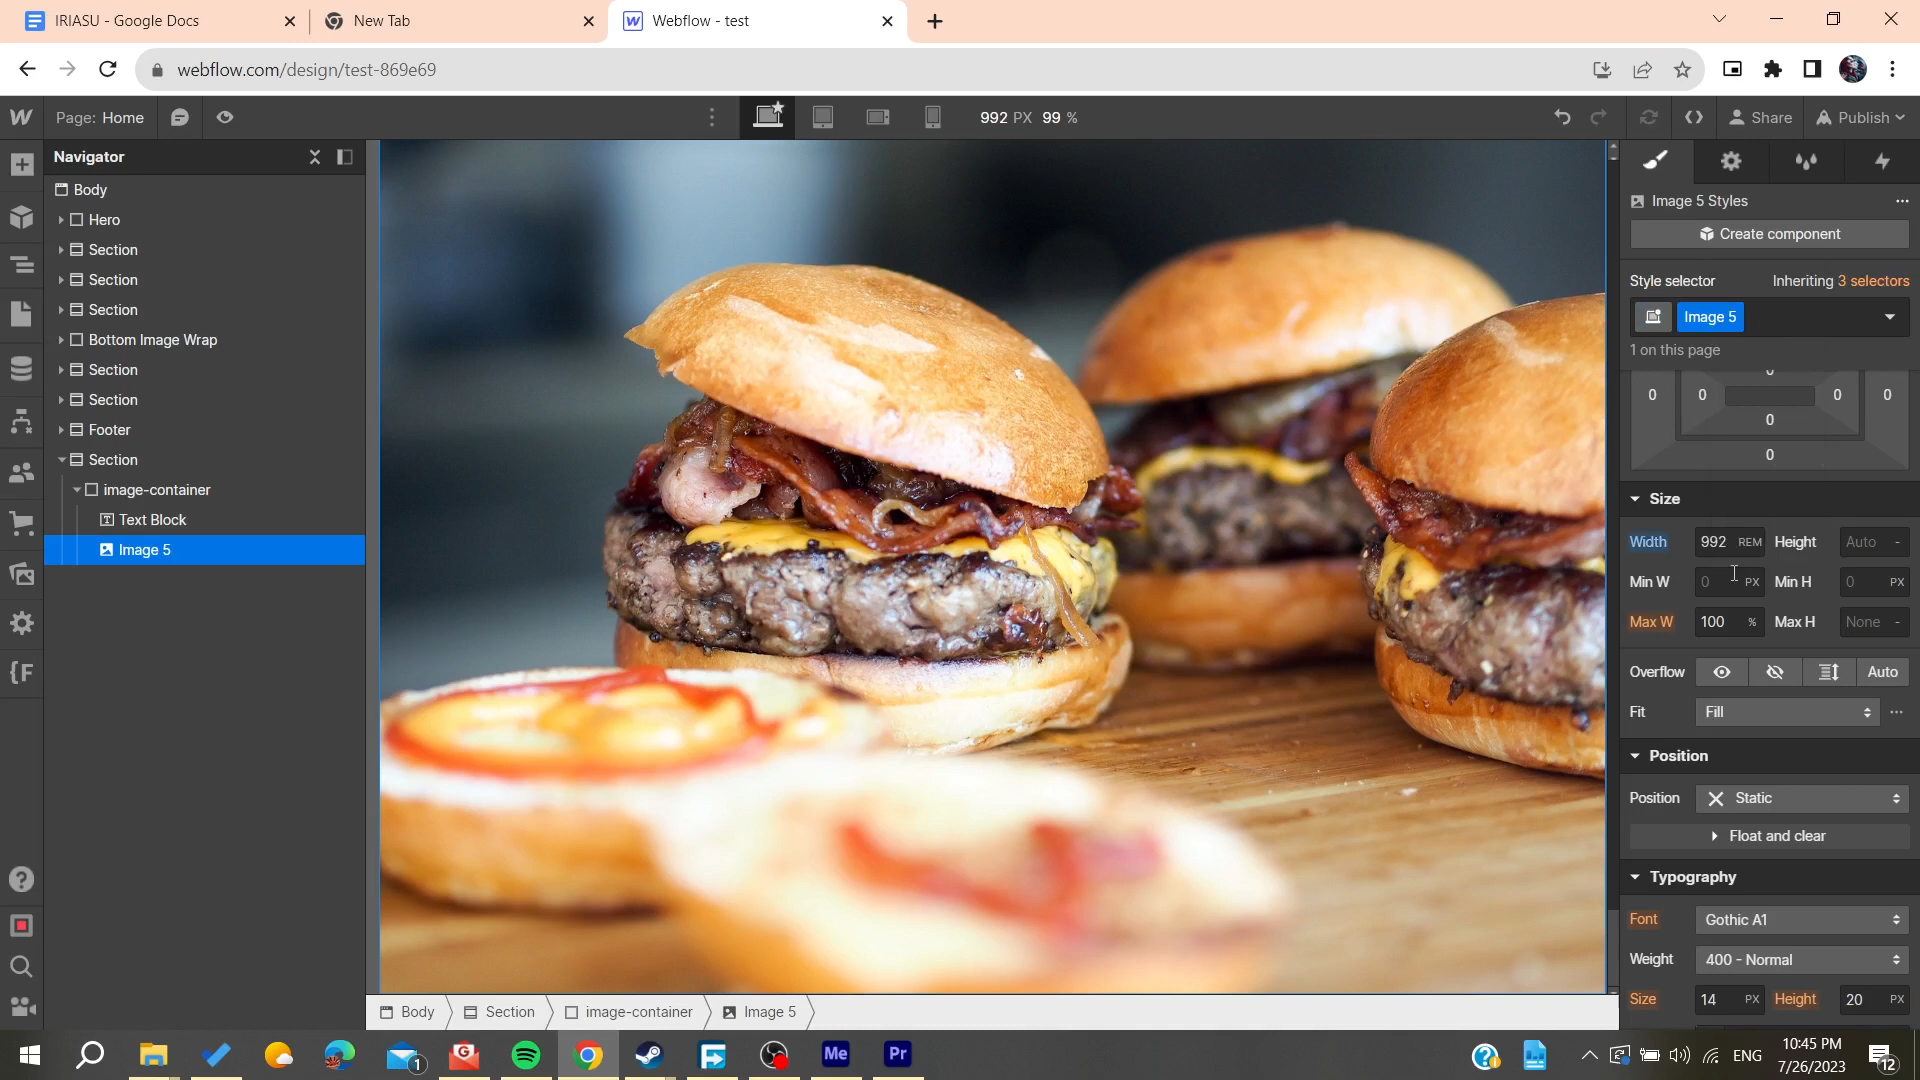 IRIASU - Google Docs
New Tab
Webflow - test
webflow.com/design/test-869e69
Page: Home
992 PX 99 %
Share
Publish
Navigator
Body
Hero
Section
Section
Section
Bottom Image Wrap
Section
Section
Footer
Section
image-container
Text Block
Image 5
Image 5 Styles
Create component
Style selector
Inheriting 3 selectors
Image 5
1 on this page
0
0 0 0 0
0
0
Size
Width 992 REM Height Auto -
Min W 0 PX Min H 0 PX
Max W 100 % Max H None -
Overflow Auto
Fit Fill
Position
Position Static
Float and clear
Typography
Font Gothic A1
Weight 400 - Normal
Size 14 PX Height 20 PX
Body Section image-container Image 5
1
Me
Pr
ENG
10:45 PM
7/26/2023
12